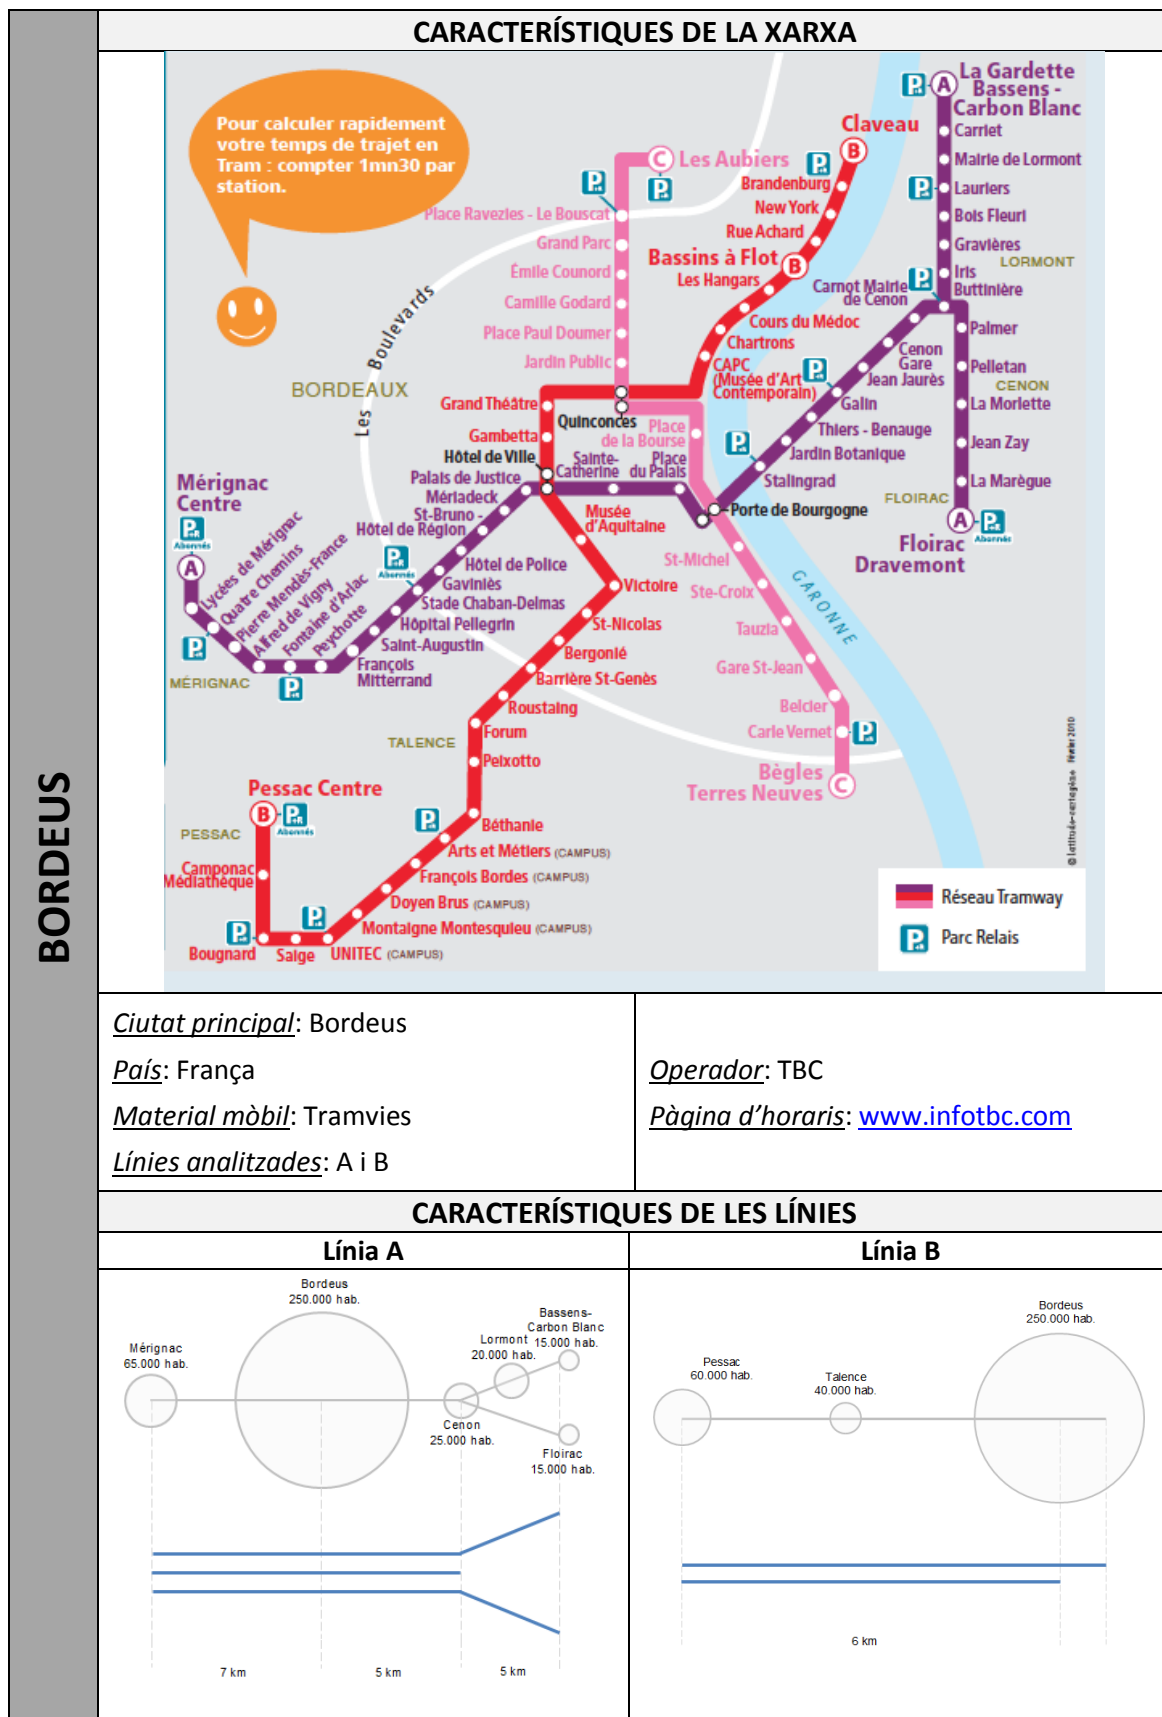 BORDEUS
CARACTERÍSTIQUES DE LA XARXA
Pour calculer rapidement
votre temps de trajet en
Tram : compter 1mn30 par
station.
La Gardette
Bassens -
Carbon Blanc
A
P+R
Carriet
Mairie de Lormont
Lauriers
P+R
Bois Fleuri
Gravières
LORMONT
Iris
Buttinière
P+R
Carnot Mairie
de Cenon
Claveau
B
P+R
Brandenburg
New York
Rue Achard
Bassins à Flot
B
Les Hangars
Cours du Médoc
Chartrons
CAPC
(Musée d'Art
Contemporain)
C
Les Aubiers
P+R
P+R
Place Ravezies - Le Bouscat
Grand Parc
Émile Counord
Camille Godard
Place Paul Doumer
Jardin Public
Les Boulevards
BORDEAUX
Grand Théâtre
Quinconces
Gambetta
Place
de la Bourse
Hôtel de Ville
Sainte-
Catherine
Place
du Palais
Palais de Justice
Mériadeck
St-Bruno -
Hôtel de Région
Palmer
Cenon
Gare
Pelletan
Jean Jaurès
CENON
P+R
Galin
La Morlette
Thiers - Benauge
P+R
Jardin Botanique
Jean Zay
Stalingrad
La Marègue
FLOIRAC
Porte de Bourgogne
A
P+R
Abonnés
Floirac
Dravemont
Mérignac
Centre
P+R
Abonnés
A
Lycées de Mérignac
Quatre Chemins
Pierre Mendès-France
Alfred de Vigny
Fontaine d'Arlac
Peychotte
P+R
P+R
MÉRIGNAC
P+R
Abonnés
Hôtel de Police
Gaviniès
Stade Chaban-Delmas
Hôpital Pellegrin
Saint-Augustin
François
Mitterrand
Musée
d'Aquitaine
Victoire
St-Nicolas
Bergonié
Barrière St-Genès
Roustaing
Forum
TALENCE
Peixotto
St-Michel
Ste-Croix
Tauzia
Gare St-Jean
Belcier
Carle Vernet
P+R
Bègles
Terres Neuves
C
GARONNE
Pessac Centre
B
P+R
Abonnés
PESSAC
P+R
Béthanie
Arts et Métiers (CAMPUS)
Camponac
Médiathèque
François Bordes (CAMPUS)
Doyen Brus (CAMPUS)
P+R
P+R
Montaigne Montesquieu (CAMPUS)
Bougnard
Saige
UNITEC (CAMPUS)
© latitude-cartagène Février 2010
Réseau Tramway
P+R
Parc Relais
Ciutat principal: Bordeus
País: França
Material mòbil: Tramvies
Línies analitzades: A i B
Operador: TBC
Pàgina d'horaris: www.infotbc.com
CARACTERÍSTIQUES DE LES LÍNIES
Línia A
Línia B
Bordeus
250.000 hab.
Mérignac
65.000 hab.
Bassens-
Carbon Blanc
15.000 hab.
Lormont
20.000 hab.
Cenon
25.000 hab.
Floirac
15.000 hab.
7 km
5 km
5 km
Bordeus
250.000 hab.
Pessac
60.000 hab.
Talence
40.000 hab.
6 km